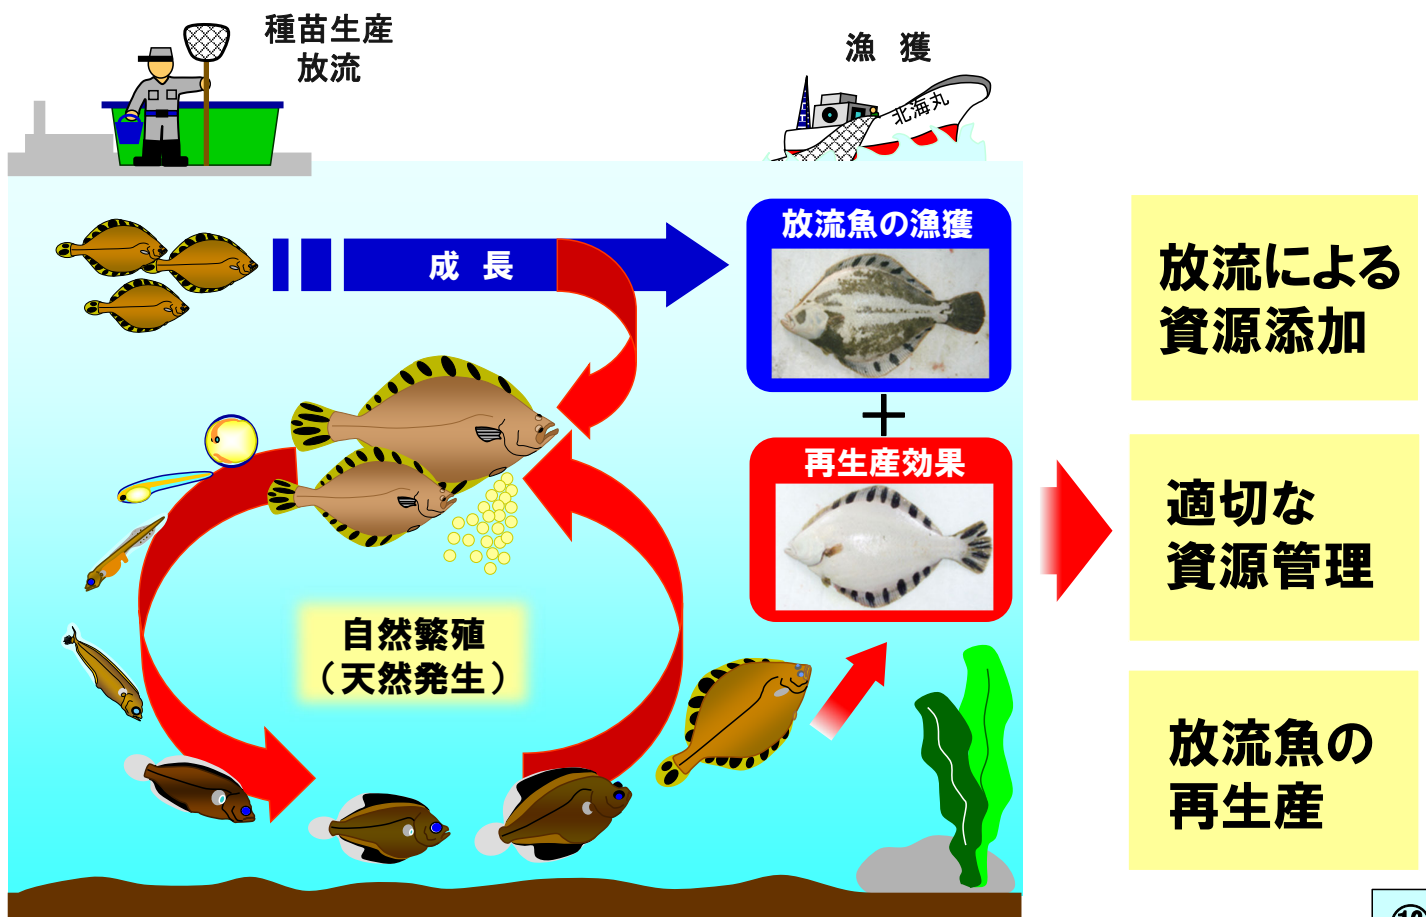 種苗生産
放流
漁 獲
北海丸
成 長
放流魚の漁獲
+
再生産効果
自然繁殖
（天然発生）
放流による
資源添加
適切な
資源管理
放流魚の
再生産